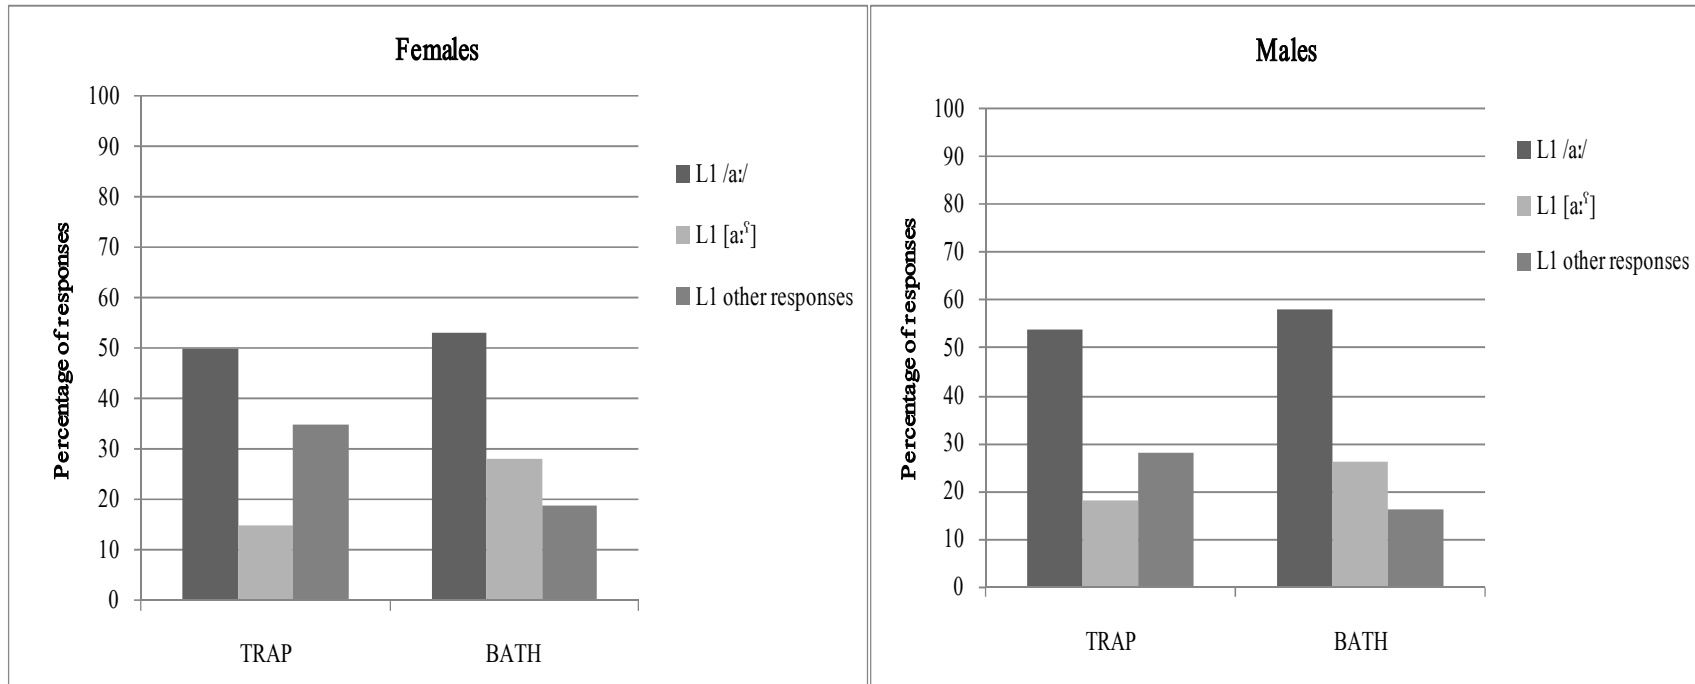 Females
100
90
80
70
60
50
40
30
20
10
0
Percentage of responses
TRAP
BATH
L1 /aː/
L1 [aːˤ]
L1 other responses
Males
100
90
80
70
60
50
40
30
20
10
0
Percentage of responses
TRAP
BATH
L1 /aː/
L1 [aːˤ]
L1 other responses